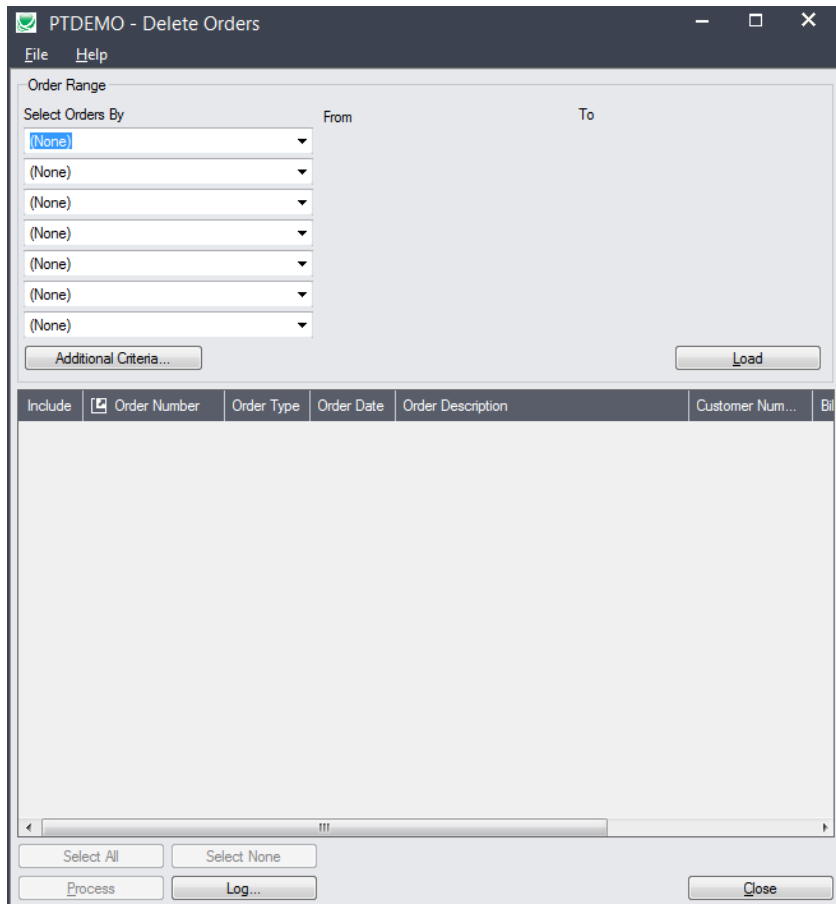 PTDEMO - Delete Orders
File Help
Order Range
Select Orders By From To
(None)
(None)
(None)
(None)
(None)
(None)
(None)
Additional Criteria... Load
Include Order Number Order Type Order Date Order Description Customer Num... Bil
Select All Select None
Process Log... Close